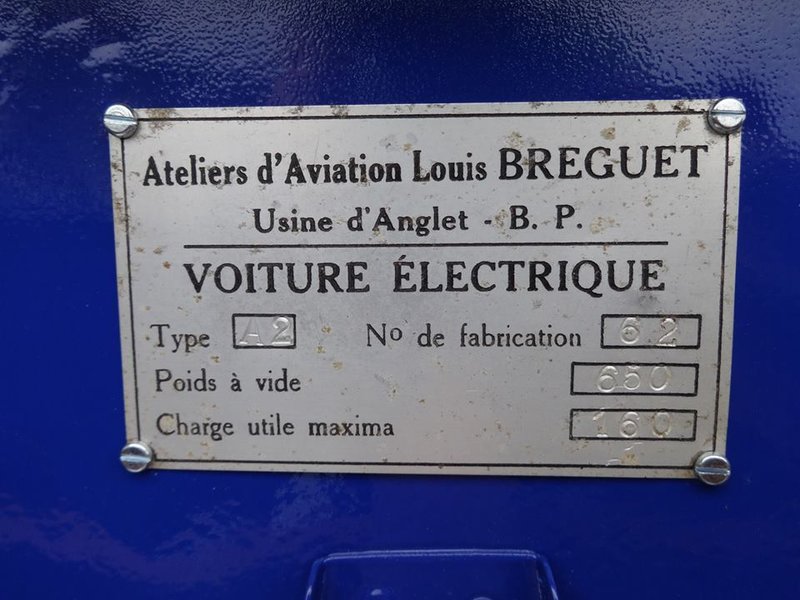 Ateliers d'Aviation Louis BREGUET
Usine d'Anglet - B. P.
VOITURE ÉLECTRIQUE
Type A2 No de fabrication 62
Poids à vide 650
Charge utile maxima 160